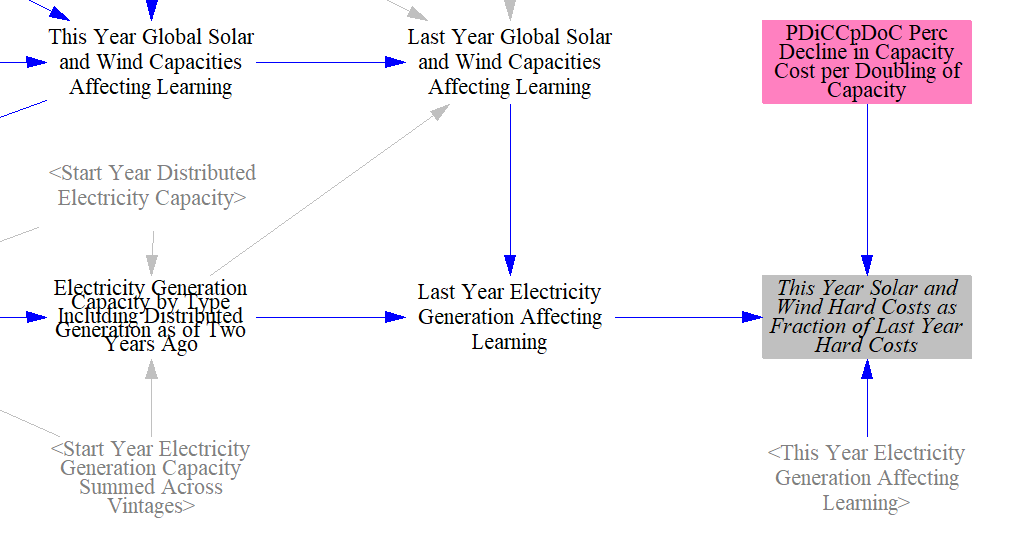 This Year Global Solar
and Wind Capacities
Affecting Learning
Last Year Global Solar
and Wind Capacities
Affecting Learning
PDiCCpDoC Perc
Decline in Capacity
Cost per Doubling of
Capacity
<Start Year Distributed
Electricity Capacity>
Electricity Generation
Capacity by Type
Including Distributed
Generation as of Two
Years Ago
Last Year Electricity
Generation Affecting
Learning
This Year Solar and
Wind Hard Costs as
Fraction of Last Year
Hard Costs
<Start Year Electricity
Generation Capacity
Summed Across
Vintages>
<This Year Electricity
Generation Affecting
Learning>